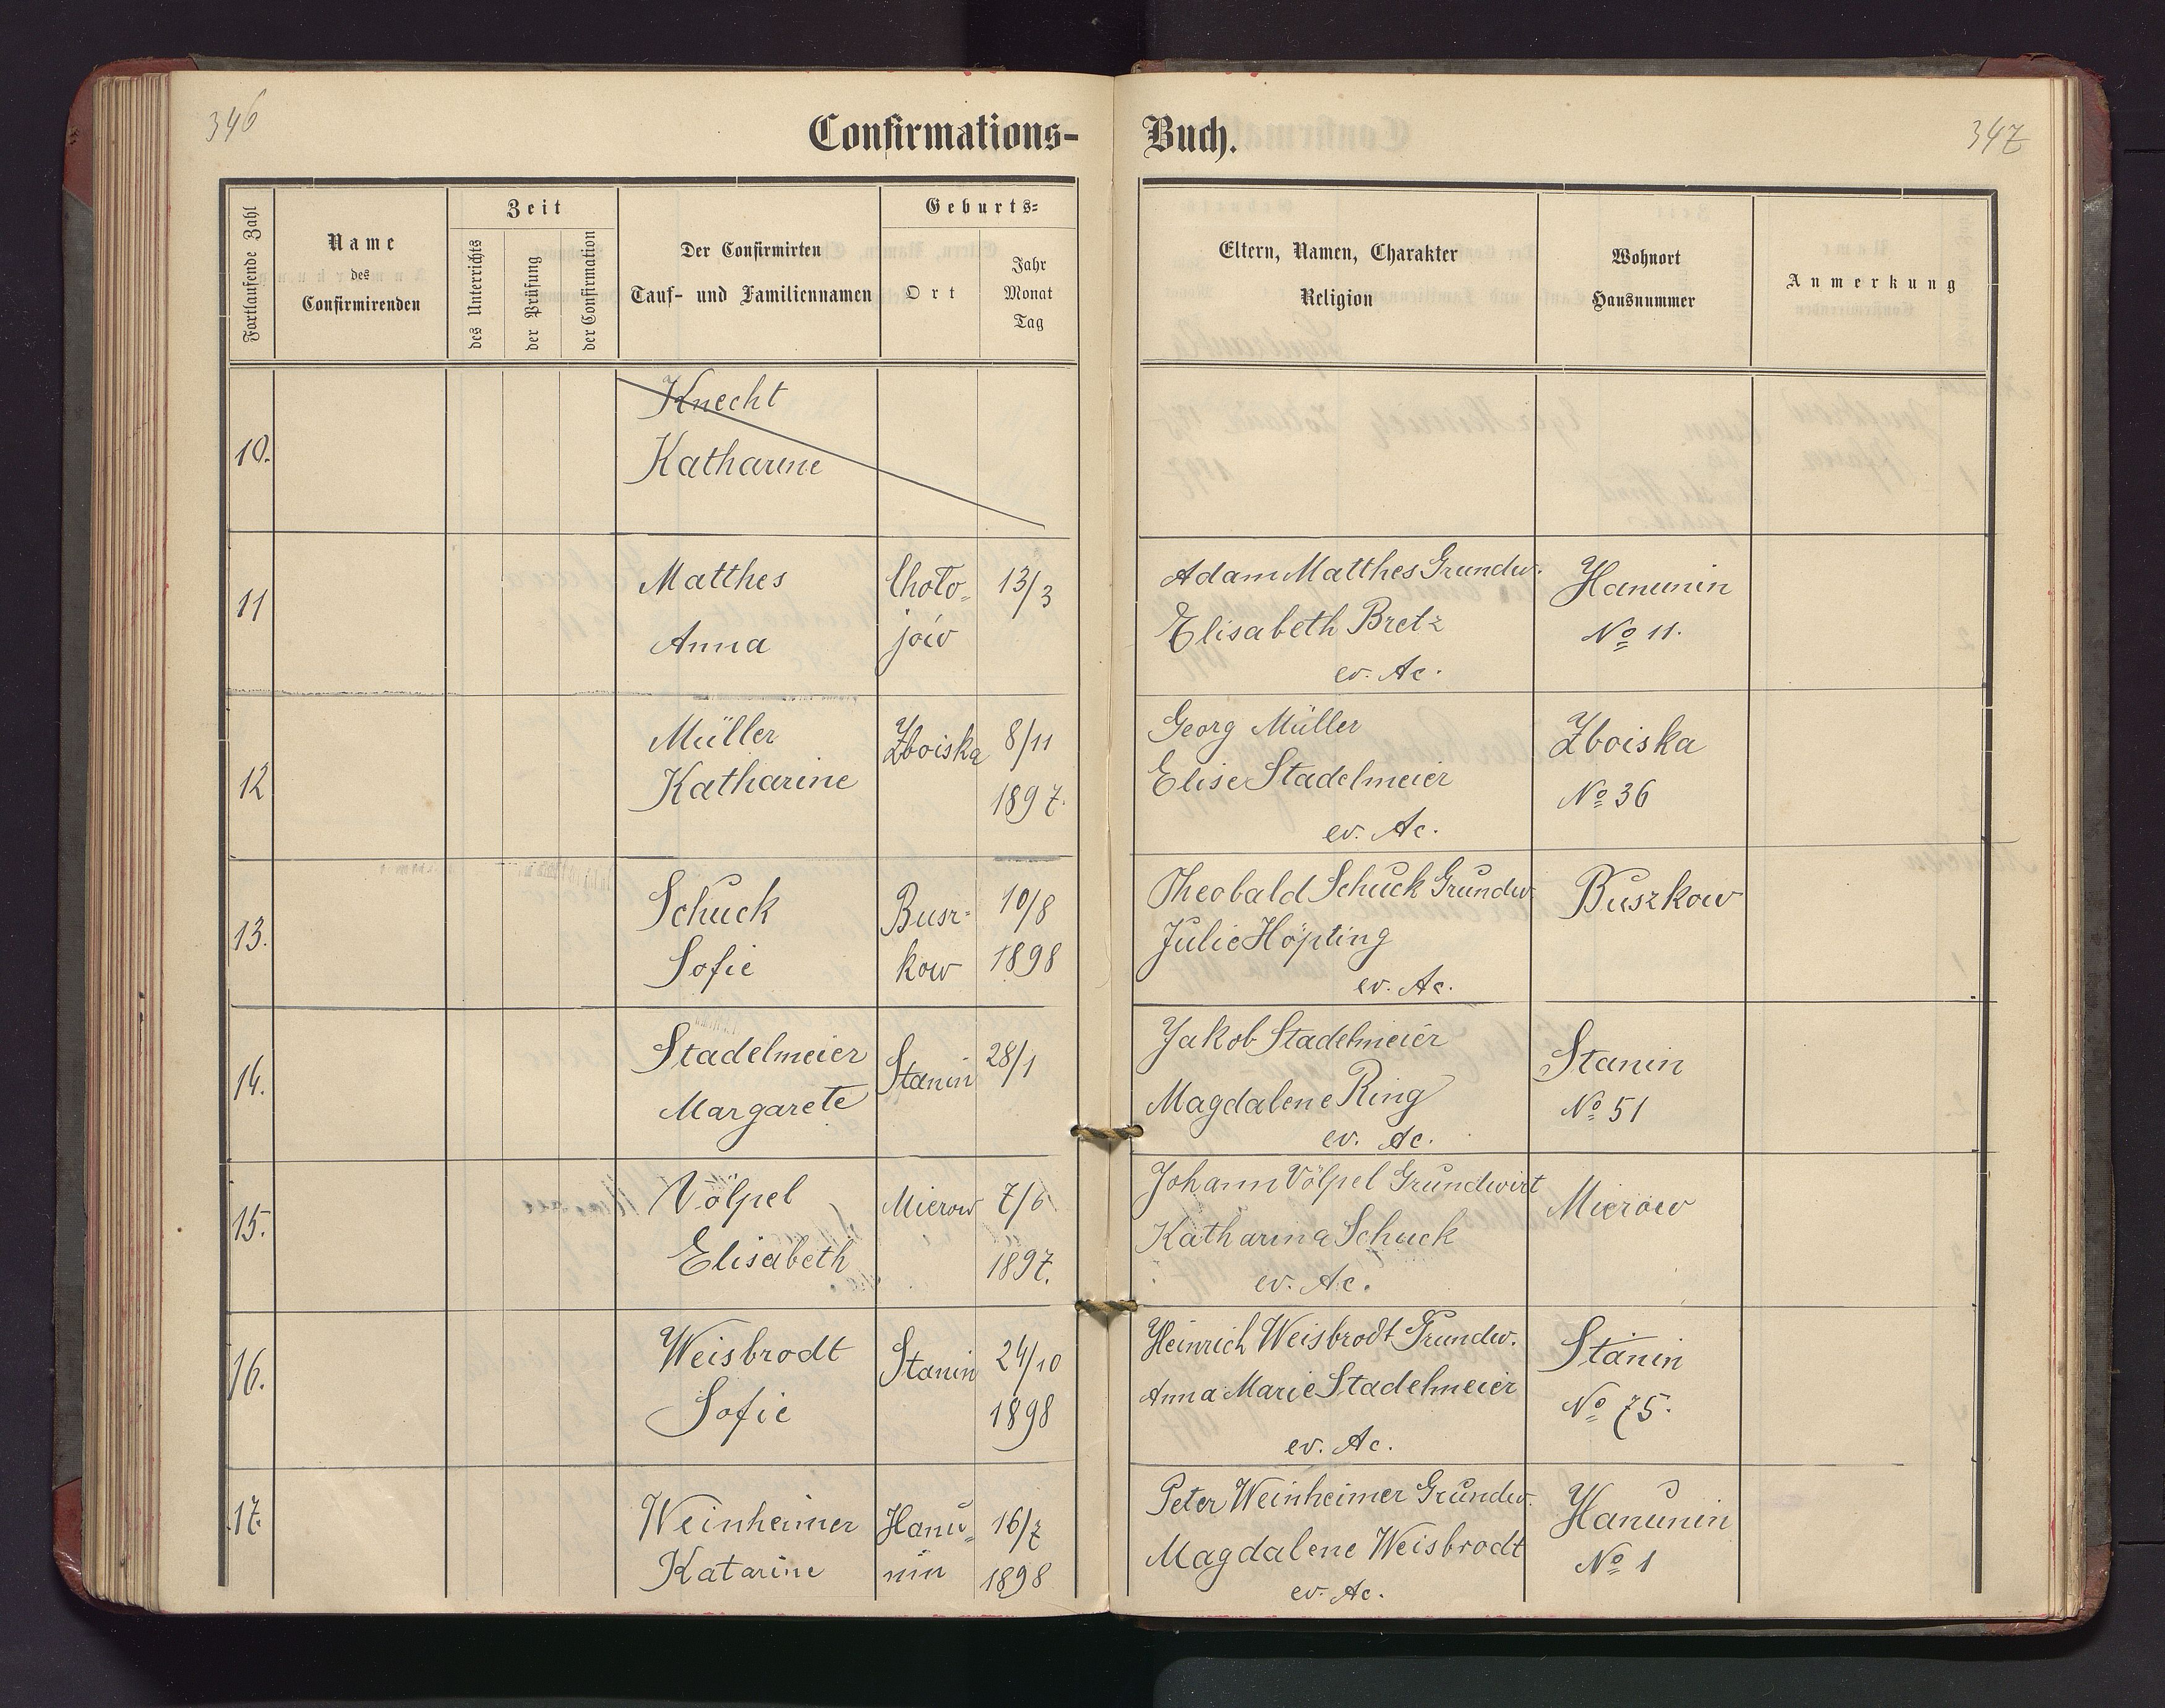 346
Confirmations-
Fortlaufende Zahl
Name
des
Confirmirenden
Zeit
des Unterrichts
der Prüfung
der Confirmation
Der Confirmirten
Tauf- und Familiennamen
Geburts-
Ort
Jahr
Monat
Tag
10.
Knecht
Katharine
11
Matthes
Anna
Choto-
jów
13/3
12
Müller
Katharine
Zboiska
8/11
1897.
13.
Schuck
Sofie
Busz-
kow
10/8
1898
14.
Stadelmeier
Margarete
Stanin
28/1
15.
Völpel
Elisabeth
Mierow
7/6
1897.
16.
Weisbrodt
Sofie
Stanin
24/10
1898
17.
Weinheimer
Katarine
Hanu-
nin
16/7
1898
347
Buch.
Eltern, Namen, Charakter
Religion
Wohnort
Hausnummer
Anmerkung
Adam Matthes Grundw.
Elisabeth Bretz
ev. Ac.
Hanunin
No 11.
Georg Müller
Elise Stadelmeier
ev. Ac.
Zboiska
No 36
Theobald Schuck Grundw.
Julie Höpting
ev. Ac.
Buszkow
Jakob Stadelmeier
Magdalene Ring
ev. Ac.
Stanin
No 51
Johann Völpel Grundwirt
Katharina Schuck
ev. Ac.
Mierow
Heinrich Weisbrodt Grundw.
Anna Marie Stadelmeier
ev. Ac.
Stanin
No 75.
Peter Weinheimer Grundw.
Magdalene Weisbrodt
ev. Ac.
Hanunin
No 1